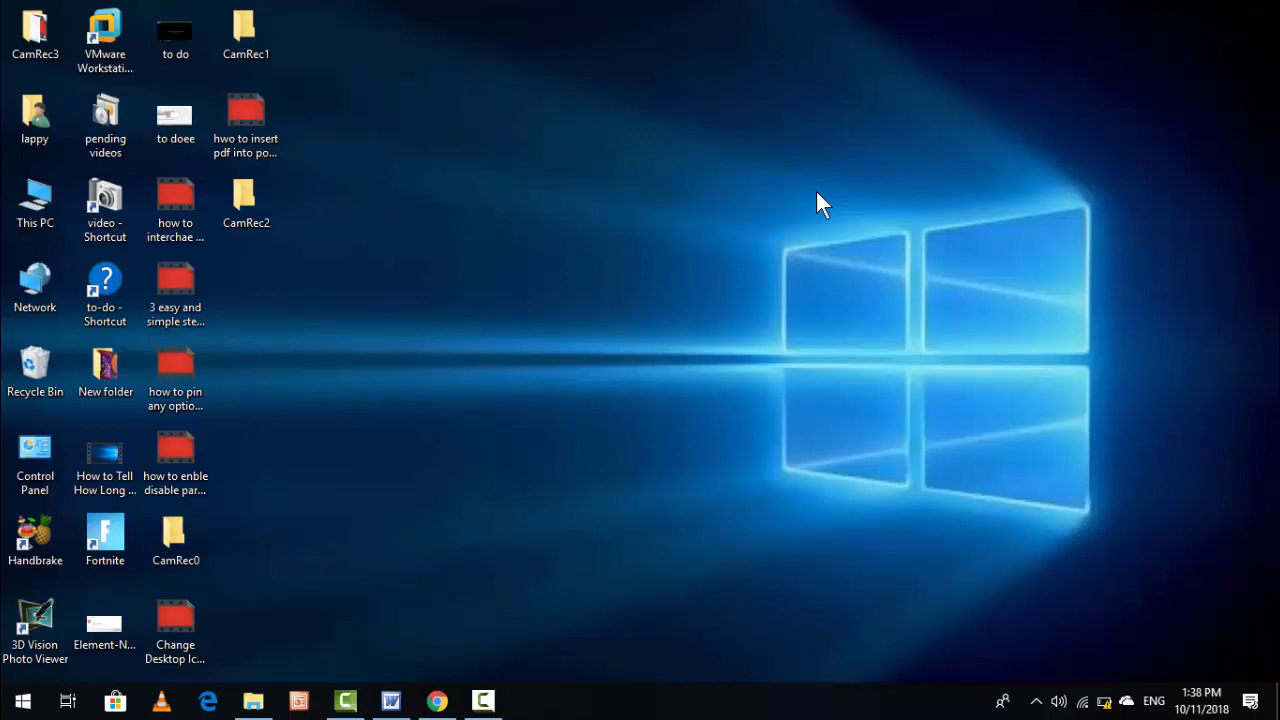 CamRec3
VMware
Workstati...
to do
CamRec1
lappy
pending
videos
to doee
hwo to insert
pdf into po...
This PC
video -
Shortcut
how to
interchae ...
CamRec2
Network
to-do -
Shortcut
3 easy and
simple ste...
Recycle Bin
New folder
how to pin
any optio...
Control
Panel
How to Tell
How Long ...
how to enble
disable par...
Handbrake
Fortnite
CamRec0
3D Vision
Photo Viewer
Element-N...
Change
Desktop Ic...
ENG
1:38 PM
10/11/2018